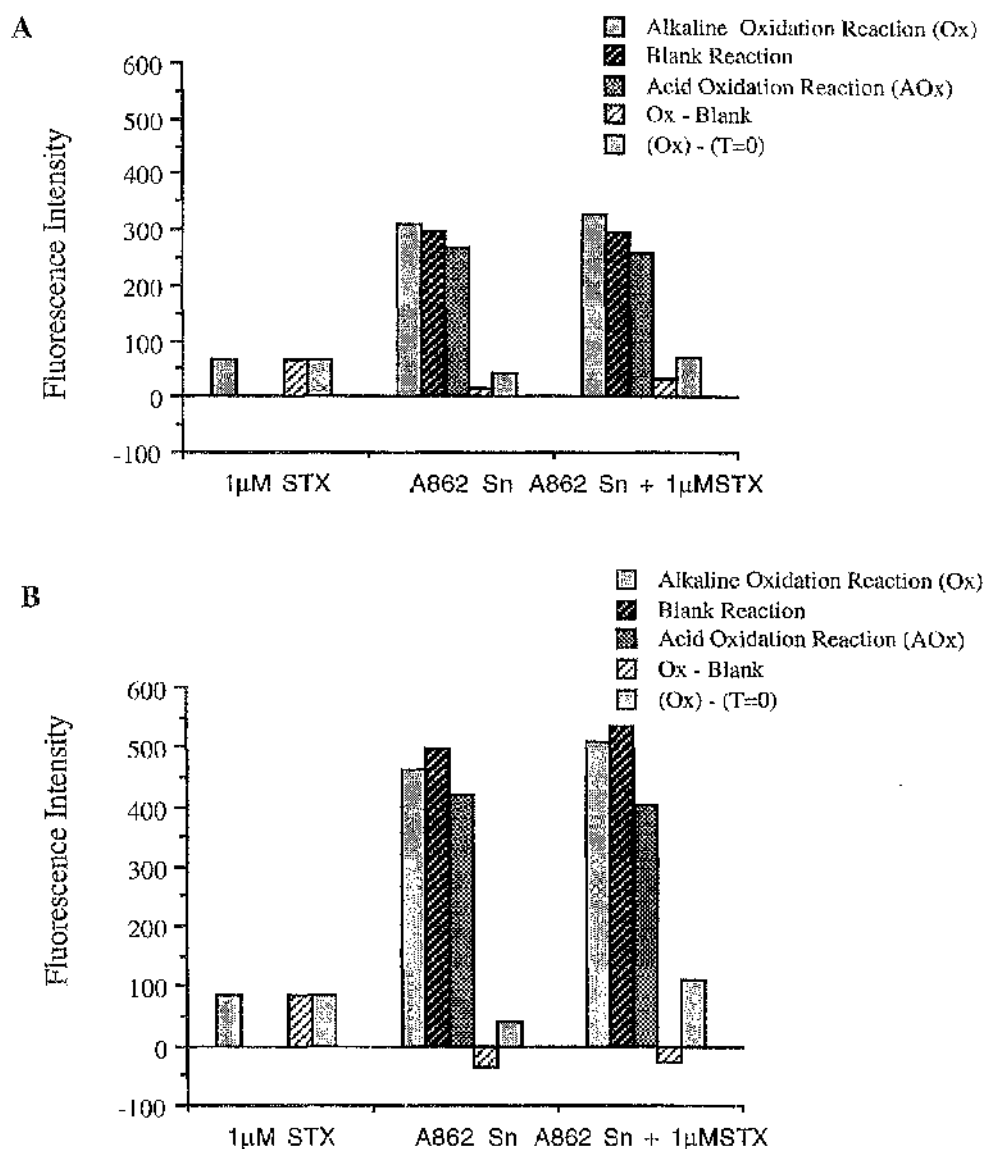 A
Alkaline Oxidation Reaction (Ox)
Blank Reaction
Acid Oxidation Reaction (AOx)
Ox - Blank
(Ox) - (T=0)
Fluorescence Intensity
600
500
400
300
200
100
0
-100
1μM STX
A862 Sn
A862 Sn + 1μMSTX
B
Alkaline Oxidation Reaction (Ox)
Blank Reaction
Acid Oxidation Reaction (AOx)
Ox - Blank
(Ox) - (T=0)
Fluorescence Intensity
600
500
400
300
200
100
0
-100
1μM STX
A862 Sn
A862 Sn + 1μMSTX